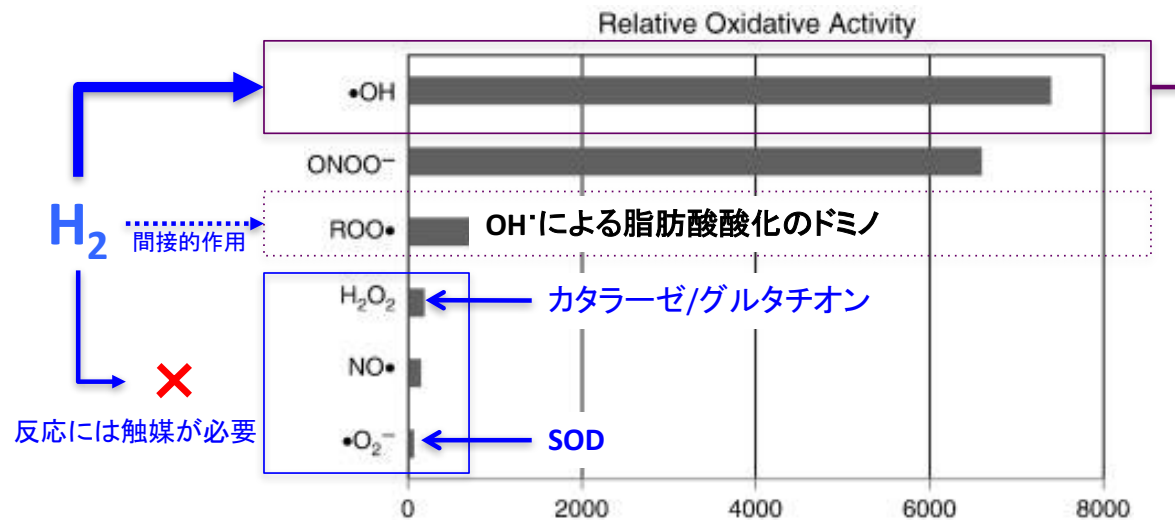 Relative Oxidative Activity
•OH
ONOO⁻
ROO•
OH・による脂肪酸酸化のドミノ
H₂
間接的作用
H₂O₂
カタラーゼ/グルタチオン
NO•
×
反応には触媒が必要
•O₂⁻
SOD
0 2000 4000 6000 8000